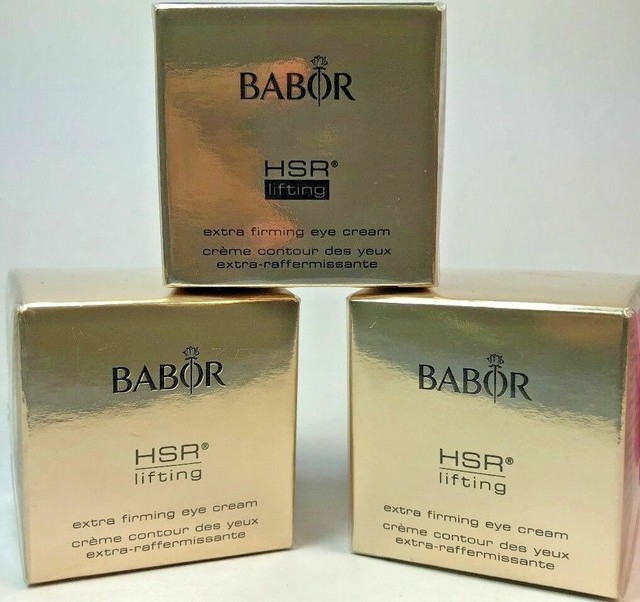 BABOR
HSR®
lifting
extra firming eye cream
crème contour des yeux
extra-raffermissante
BABOR
HSR®
lifting
extra firming eye cream
crème contour des yeux
extra-raffermissante
BABOR
HSR®
lifting
extra firming eye cream
crème contour des yeux
extra-raffermissante